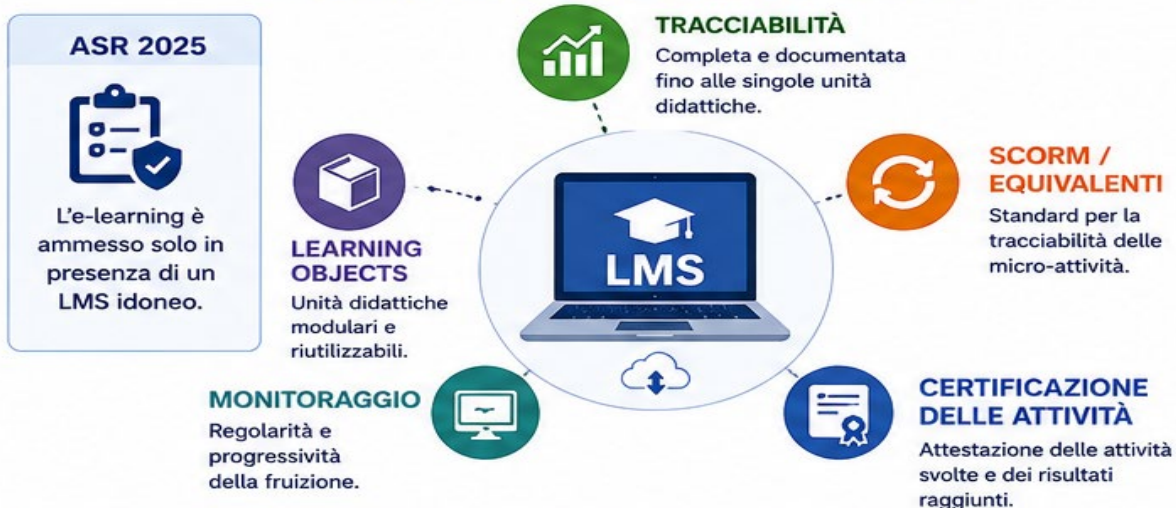 ASR 2025
L'e-learning è
ammesso solo in
presenza di un
LMS idoneo.
TRACCIABILITÀ
Completa e documentata
fino alle singole unità
didattiche.
LEARNING
OBJECTS
Unità didattiche
modulari e
riutilizzabili.
LMS
SCORM /
EQUIVALENTI
Standard per la
tracciabilità delle
micro-attività.
MONITORAGGIO
Regolarità e
progressività
della fruizione.
CERTIFICAZIONE
DELLE ATTIVITÀ
Attestazione delle attività
svolte e dei risultati
raggiunti.